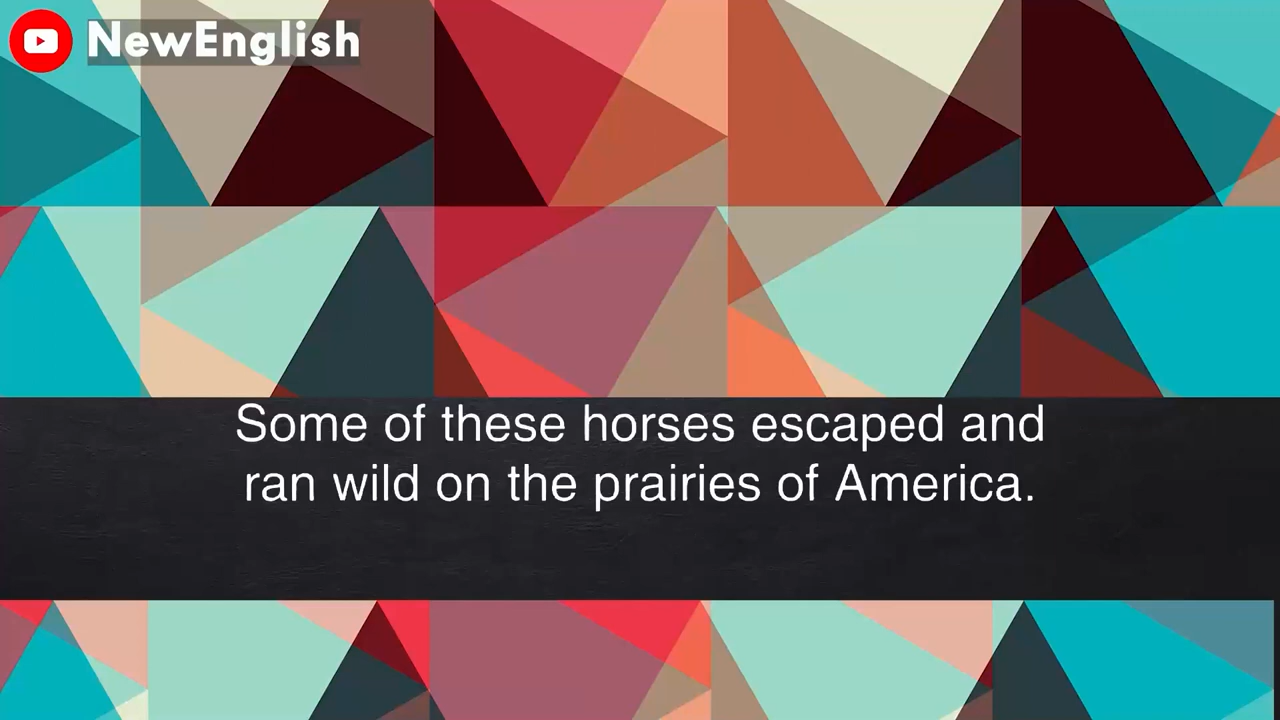 NewEnglish
Some of these horses escaped and
ran wild on the prairies of America.